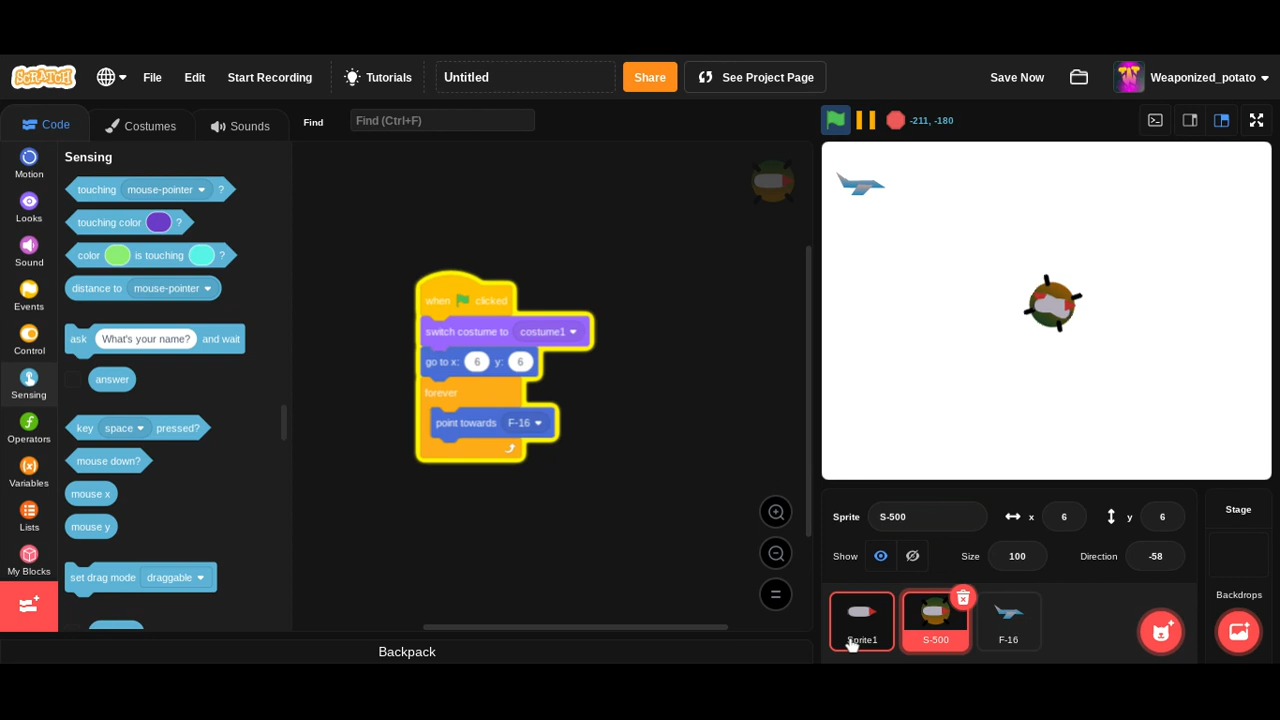 SCRATCH File Edit Start Recording Tutorials Untitled Share See Project Page Save Now Weaponized_potato
Code Costumes Sounds Find Find (Ctrl+F) -211, -180
Sensing
Motion
Looks
Sound
Events
Control
Sensing
Operators
Variables
Lists
My Blocks
touching mouse-pointer ?
touching color ?
color is touching ?
distance to mouse-pointer
ask What's your name? and wait
answer
key space pressed?
mouse down?
mouse x
mouse y
set drag mode draggable
when clicked
switch costume to costume1
go to x: 6 y: 6
forever
point towards F-16
Backpack
Sprite S-500 x 6 y 6
Show Size 100 Direction -58
Sprite1 S-500 F-16
Stage
Backdrops